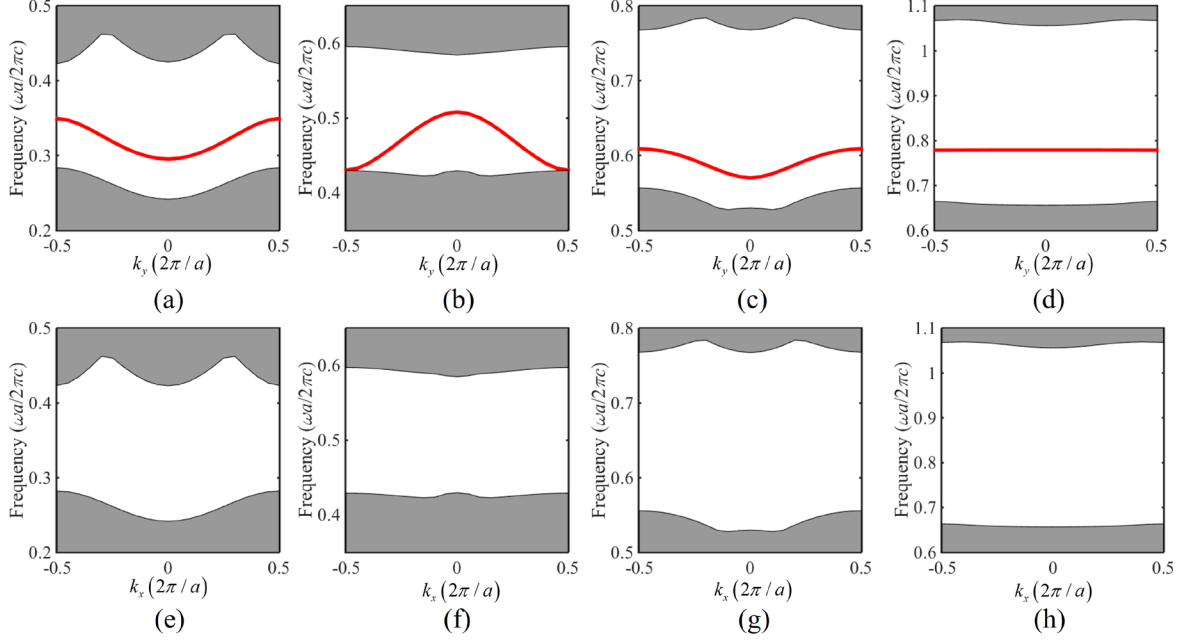 0.5
0.4
0.3
0.2
Frequency (ωa/2πc)
-0.5
0
0.5
k_y (2π / a)
(a)
0.6
0.5
0.4
Frequency (ωa/2πc)
-0.5
0
0.5
k_y (2π / a)
(b)
0.8
0.7
0.6
0.5
Frequency (ωa/2πc)
-0.5
0
0.5
k_y (2π / a)
(c)
1.1
1
0.9
0.8
0.7
0.6
Frequency (ωa/2πc)
-0.5
0
0.5
k_y (2π / a)
(d)
0.5
0.4
0.3
0.2
Frequency (ωa/2πc)
-0.5
0
0.5
k_x (2π / a)
(e)
0.6
0.5
0.4
Frequency (ωa/2πc)
-0.5
0
0.5
k_x (2π / a)
(f)
0.8
0.7
0.6
0.5
Frequency (ωa/2πc)
-0.5
0
0.5
k_x (2π / a)
(g)
1.1
1
0.9
0.8
0.7
0.6
Frequency (ωa/2πc)
-0.5
0
0.5
k_x (2π / a)
(h)